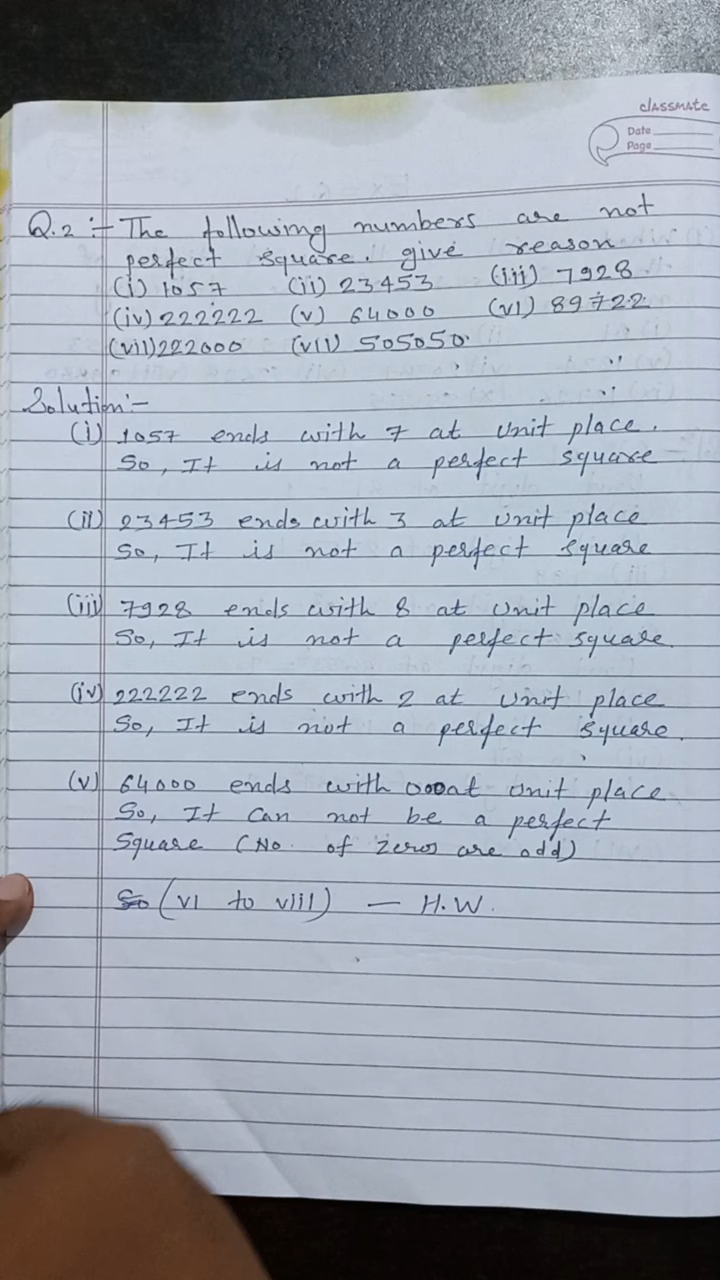 classmate
Date
Page
Q.2 :- The following numbers are not
perfect square. give reason
(i) 1057 (ii) 23453 (iii) 7928
(iv) 222222 (v) 64000 (vi) 89722
(vii) 222000 (vii) 505050
Solution:-
(i) 1057 ends with 7 at unit place.
So, It is not a perfect square
(ii) 23453 ends with 3 at unit place
So, It is not a perfect square
(iii) 7928 ends with 8 at unit place
So, It is not a perfect square.
(iv) 222222 ends with 2 at unit place
So, It is not a perfect square.
(v) 64000 ends with 000 at unit place
So, It can not be a perfect
Square (No. of zeros are odd)
So (vi to viii) — H.W.